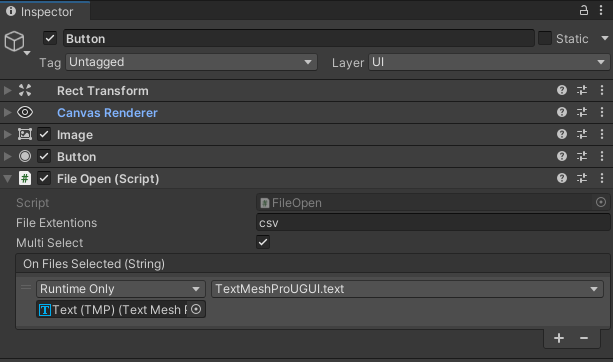 Inspector
Button
Static
Tag Untagged Layer UI
Rect Transform
Canvas Renderer
Image
Button
# File Open (Script)
Script # FileOpen
File Extentions csv
Multi Select
On Files Selected (String)
Runtime Only TextMeshProUGUI.text
Text (TMP) (Text Mesh P